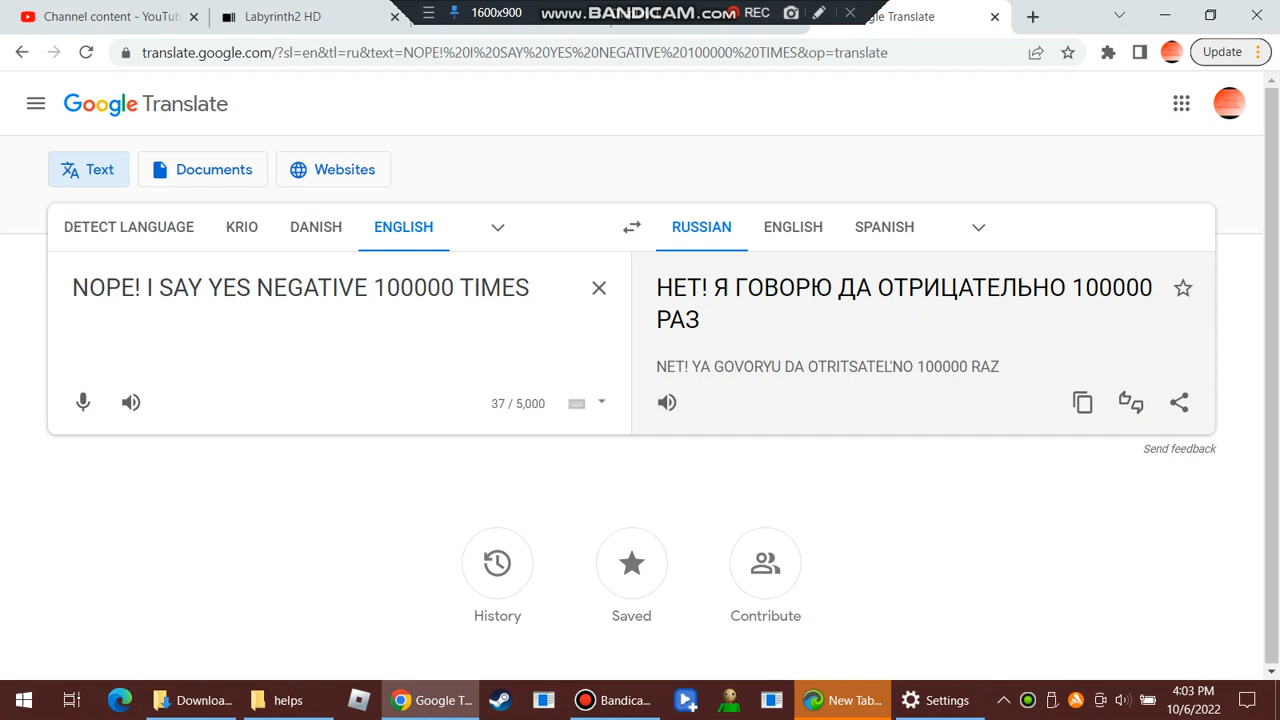 Channel content - YouTub
Labyrinth2 HD
1600x900
www.BANDICAM.com
REC
gle Translate
translate.google.com/?sl=en&tl=ru&text=NOPE!%20I%20SAY%20YES%20NEGATIVE%20100000%20TIMES&op=translate
Update
Google Translate
Text
Documents
Websites
DETECT LANGUAGE
KRIO
DANISH
ENGLISH
RUSSIAN
ENGLISH
SPANISH
NOPE! I SAY YES NEGATIVE 100000 TIMES
37 / 5,000
НЕТ! Я ГОВОРЮ ДА ОТРИЦАТЕЛЬНО 100000
РАЗ
NET! YA GOVORYU DA OTRITSATEL'NO 100000 RAZ
Send feedback
History
Saved
Contribute
Downloa...
helps
Google T...
Bandica...
New Tab...
Settings
4:03 PM
10/6/2022